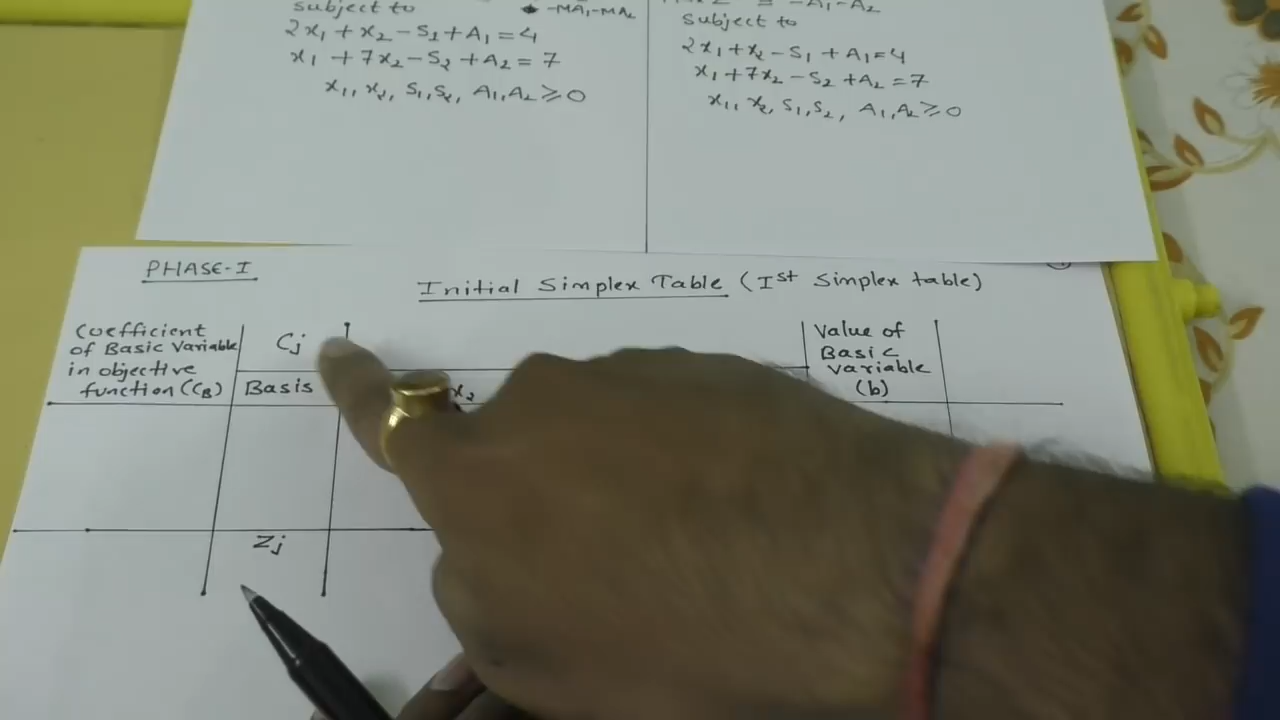 subject to
-MA₁-MA₂
2x₁ + x₂ - S₁ + A₁ = 4
x₁ + 7x₂ - S₂ + A₂ = 7
x₁, x₂, S₁, S₂, A₁, A₂ ≥ 0
-A₁-A₂
subject to
2x₁ + x₂ - S₁ + A₁ = 4
x₁ + 7x₂ - S₂ + A₂ = 7
x₁, x₂, S₁, S₂, A₁, A₂ ≥ 0
PHASE-I
Initial Simplex Table (Ist Simplex table)
Coefficient
of Basic Variable
in objective
function (CB)
Cj
Basis
x₂
Value of
Basic
variable
(b)
Zj